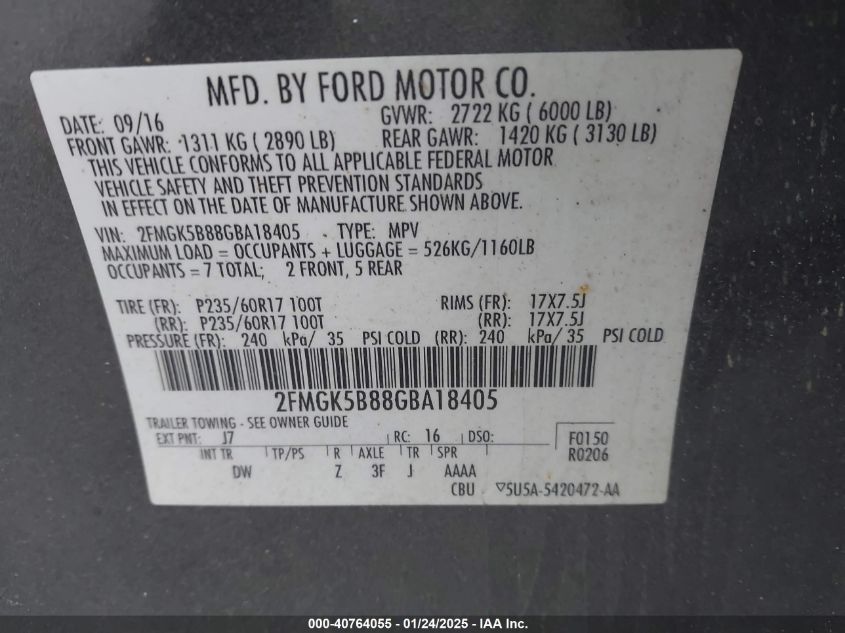 MFD. BY FORD MOTOR CO.
DATE: 09/16 GVWR: 2722 KG ( 6000 LB)
FRONT GAWR: 1311 KG ( 2890 LB) REAR GAWR: 1420 KG ( 3130 LB)
THIS VEHICLE CONFORMS TO ALL APPLICABLE FEDERAL MOTOR
VEHICLE SAFETY AND THEFT PREVENTION STANDARDS
IN EFFECT ON THE DATE OF MANUFACTURE SHOWN ABOVE.
VIN: 2FMGK5B88GBA18405 TYPE: MPV
MAXIMUM LOAD = OCCUPANTS + LUGGAGE = 526KG/1160LB
OCCUPANTS = 7 TOTAL; 2 FRONT, 5 REAR
TIRE (FR): P235/60R17 100T RIMS (FR): 17X7.5J
(RR): P235/60R17 100T (RR): 17X7.5J
PRESSURE (FR): 240 kPa/ 35 PSI COLD (RR): 240 kPa/ 35 PSI COLD
2FMGK5B88GBA18405
TRAILER TOWING - SEE OWNER GUIDE
EXT PNT: J7 RC: 16 DSO: F0150
R0206
INT TR TP/PS R AXLE TR SPR
DW Z 3F J AAAA
CBU ▽5U5A-5420472-AA
000-40764055 - 01/24/2025 - IAA Inc.